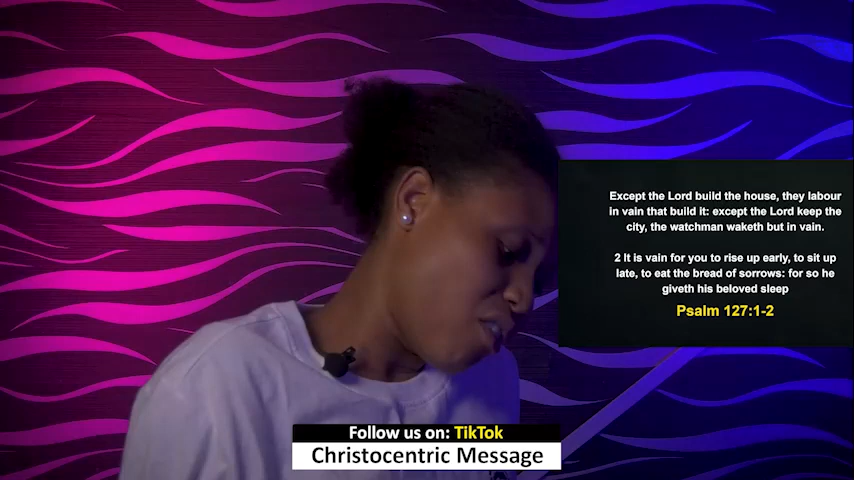 Except the Lord build the house, they labour
in vain that build it: except the Lord keep the
city, the watchman waketh but in vain.
2 It is vain for you to rise up early, to sit up
late, to eat the bread of sorrows: for so he
giveth his beloved sleep
Psalm 127:1-2
Follow us on: TikTok
Christocentric Message